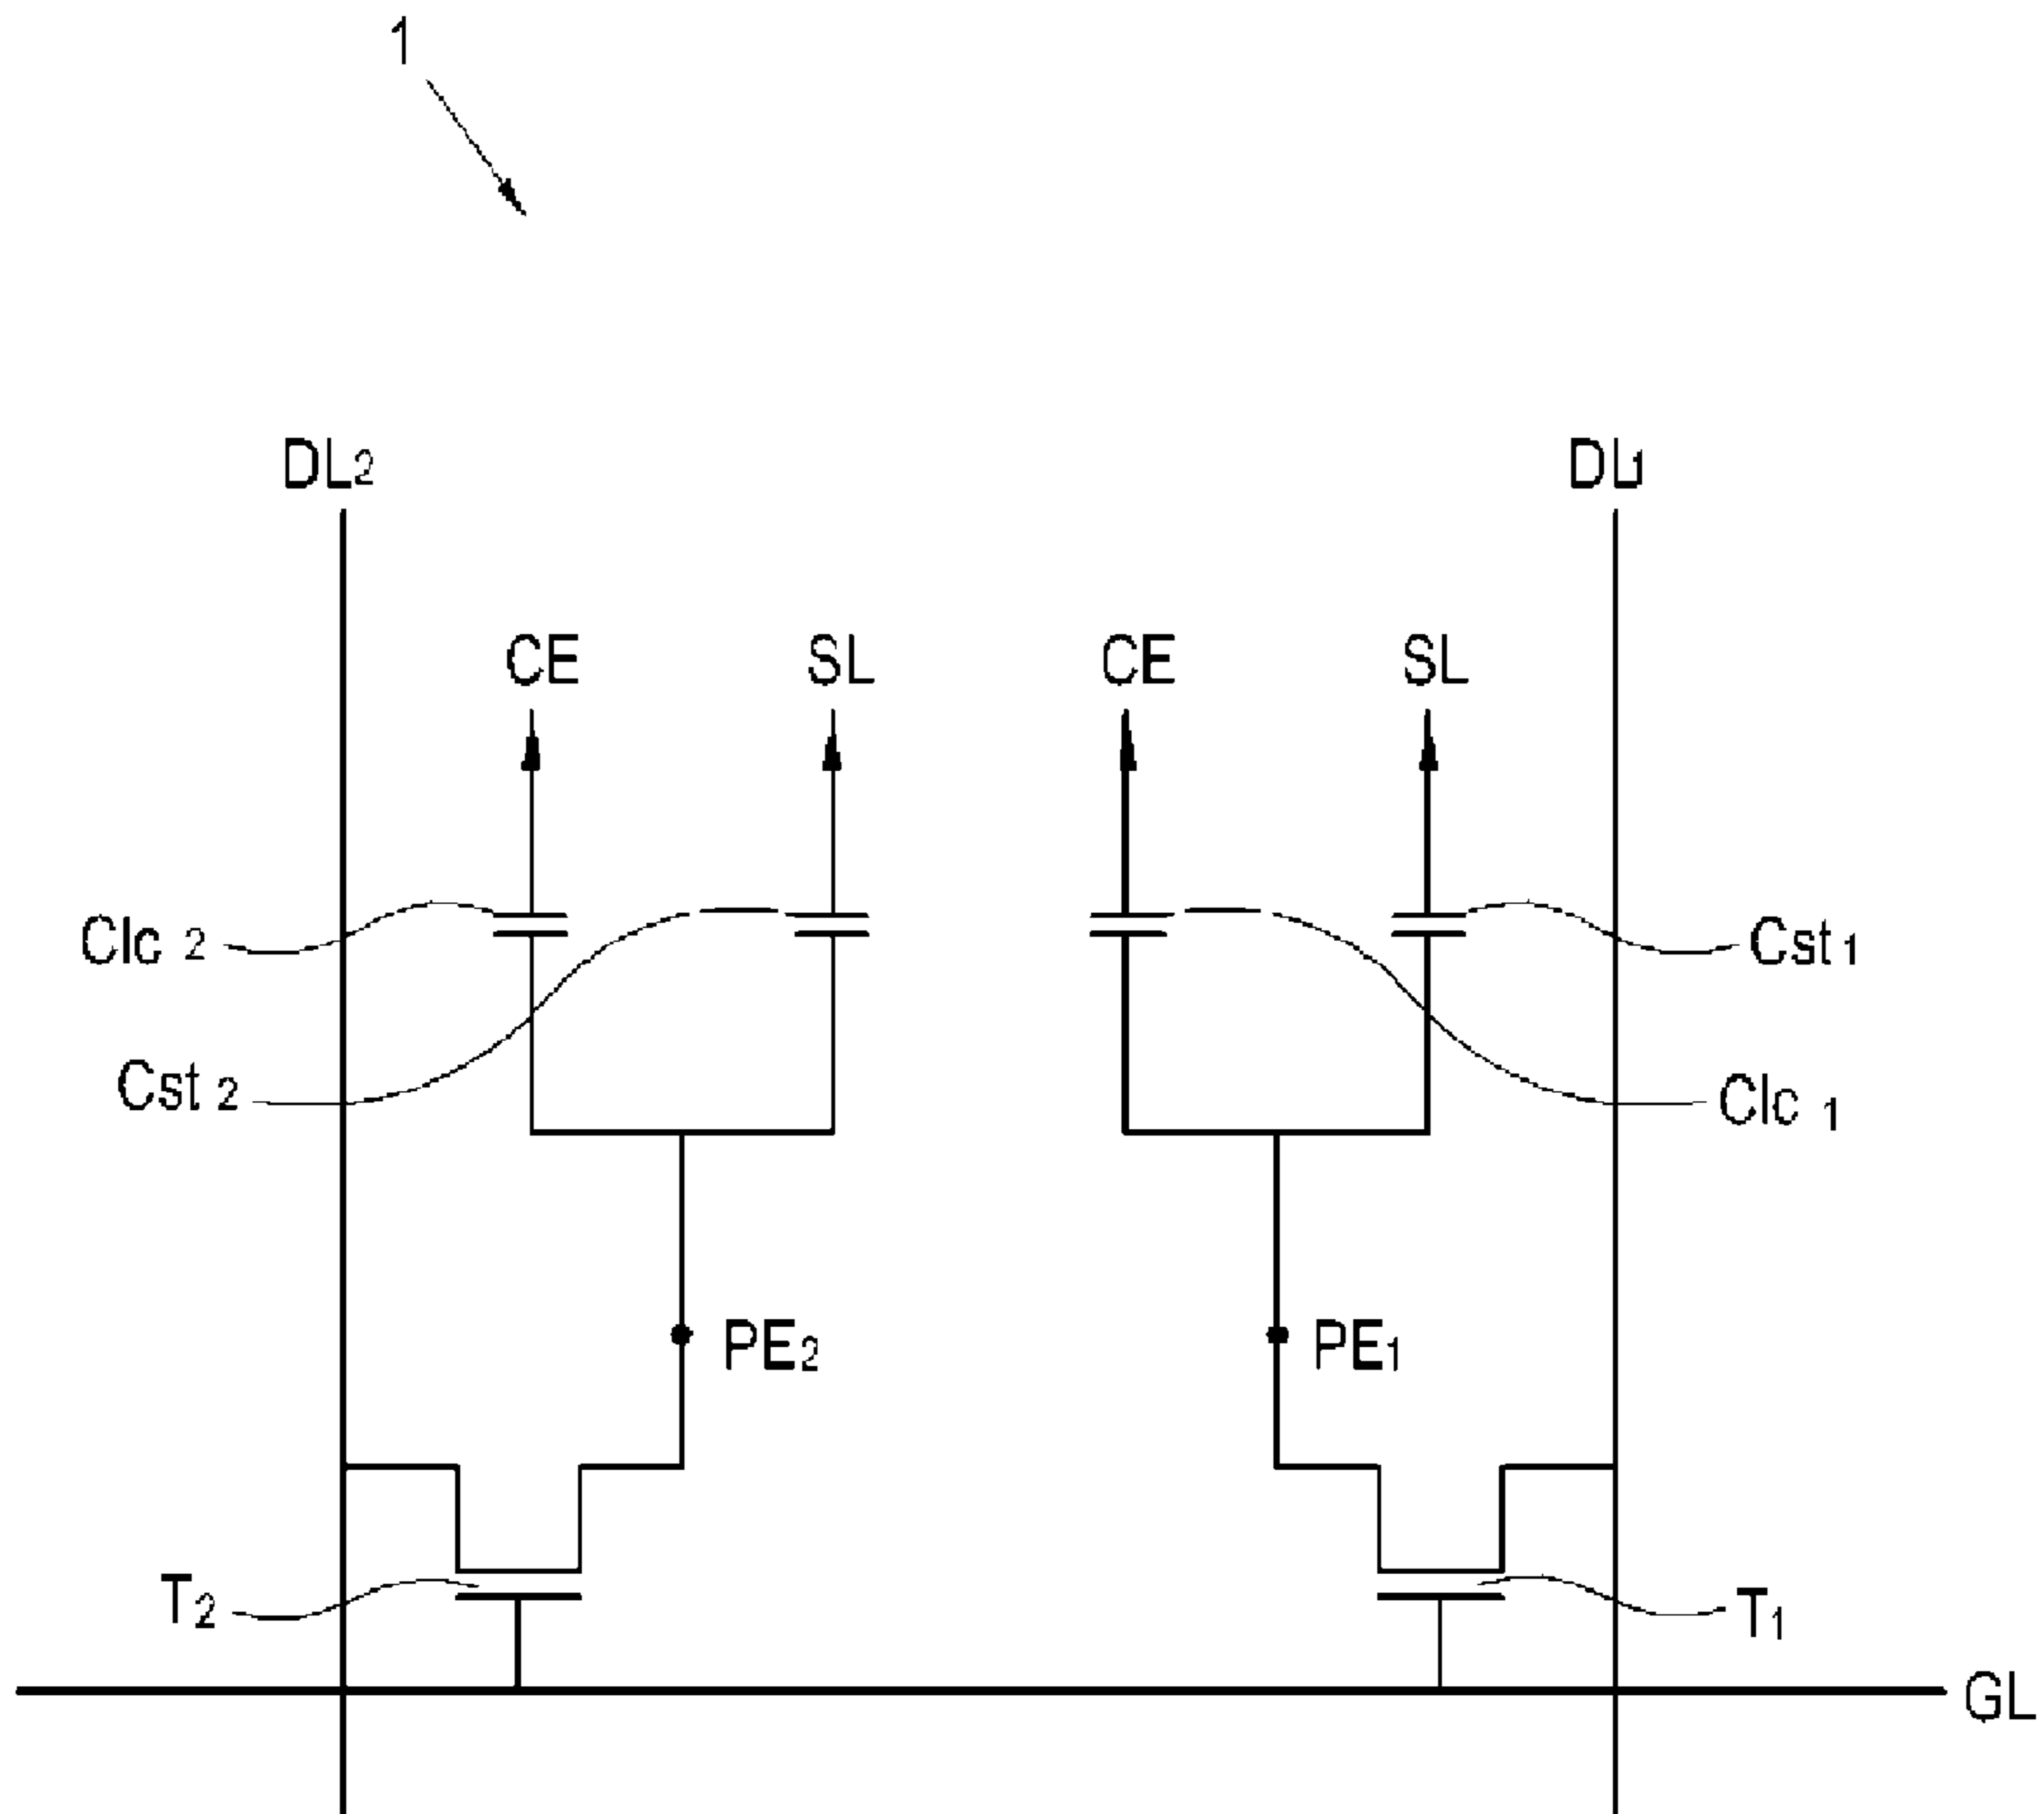 1
DL2 DL1
CE SL CE SL
Clc 2 Cst 1
Cst 2 Clc 1
PE2 PE1
T2 T1
GL